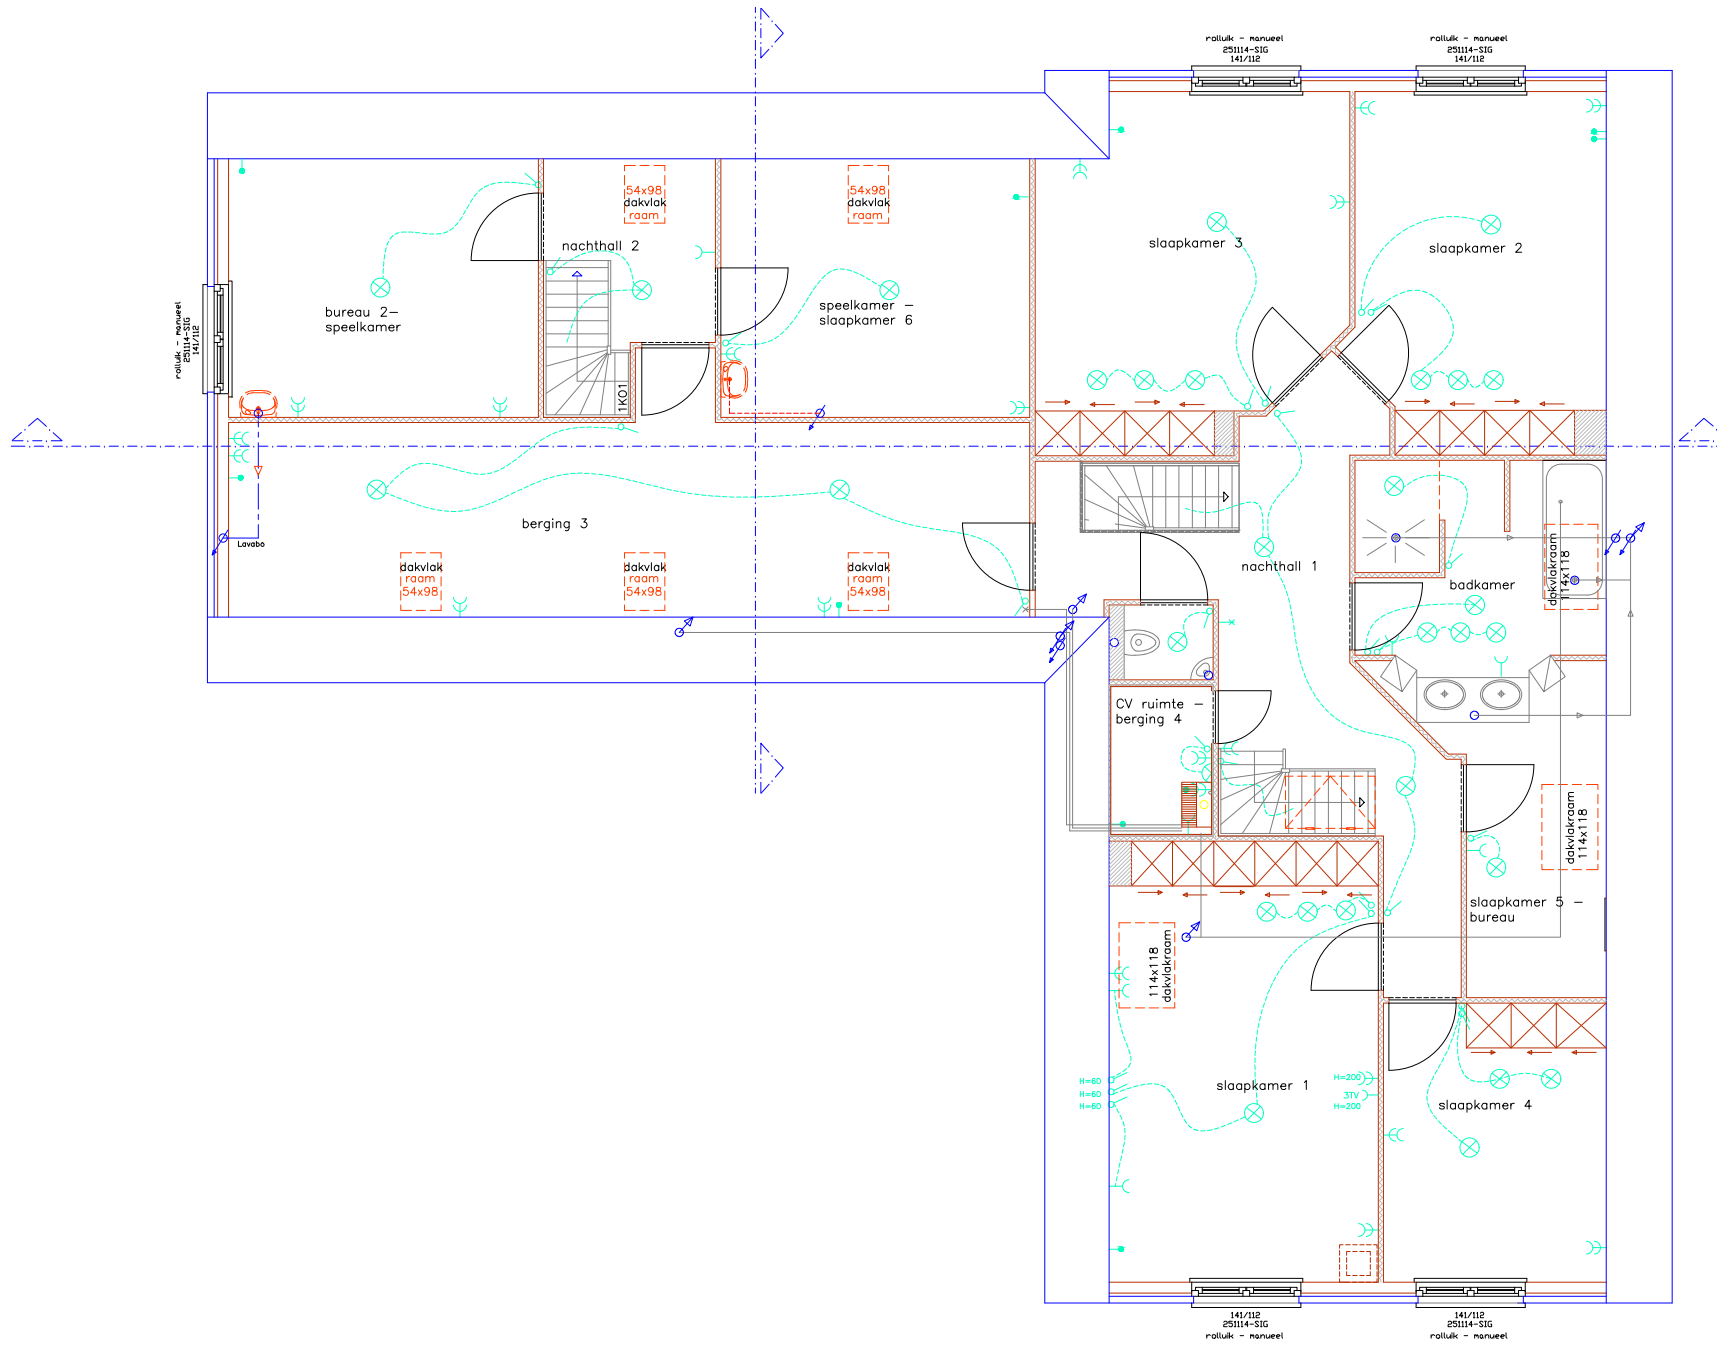 rolluik - manueel
251114-SIG
141/112
rolluik - manueel
251114-SIG
141/112
54x98
dakvlak
raam
54x98
dakvlak
raam
nachthall 2
slaapkamer 3
slaapkamer 2
bureau 2-
speelkamer
speelkamer -
slaapkamer 6
rolluik - manueel
251114-SIG
141/112
1K01
berging 3
Lavabo
dakvlak
raam
54x98
dakvlak
raam
54x98
dakvlak
raam
54x98
nachthall 1
badkamer
dakvlakraam
114x118
CV ruimte -
berging 4
dakvlakraam
114x118
slaapkamer 5 -
bureau
114x118
dakvlakraam
H=60
H=60
H=60
slaapkamer 1
H=200
3TV
H=200
slaapkamer 4
141/112
251114-SIG
rolluik - manueel
141/112
251114-SIG
rolluik - manueel